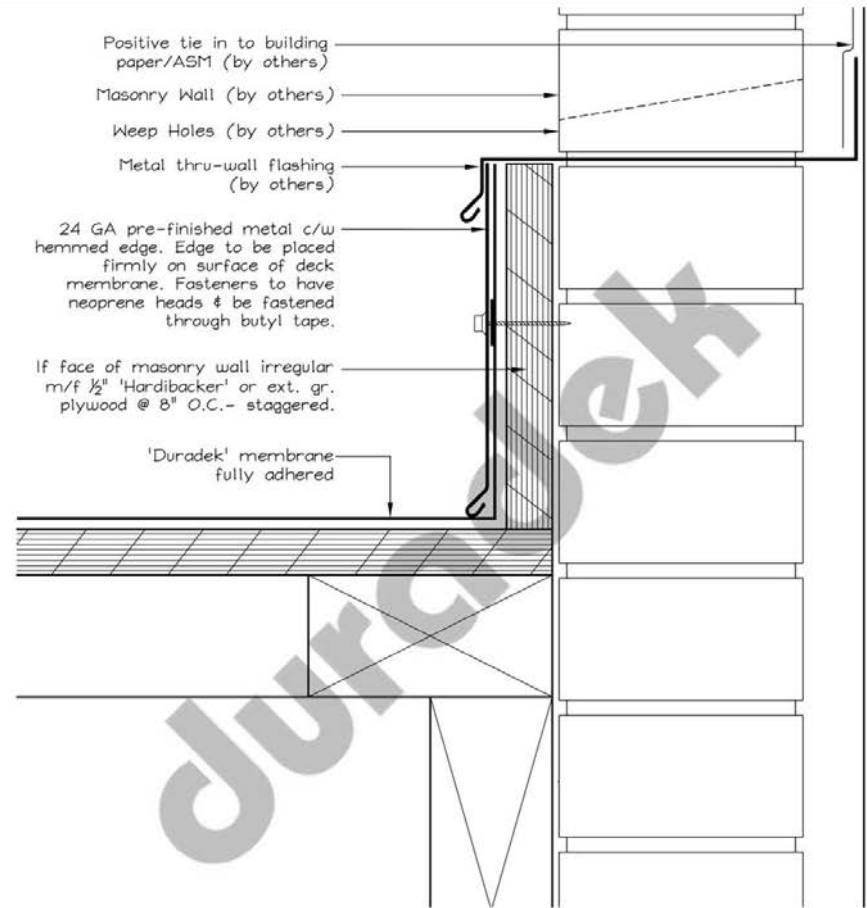 Positive tie in to building
paper/ASM (by others)
Masonry Wall (by others)
Weep Holes (by others)
Metal thru-wall flashing
(by others)
24 GA pre-finished metal c/w
hemmed edge. Edge to be placed
firmly on surface of deck
membrane. Fasteners to have
neoprene heads & be fastened
through butyl tape.
If face of masonry wall irregular
m/f ½" 'Hardibacker' or ext. gr.
plywood @ 8" O.C.- staggered.
'Duradek' membrane
fully adhered
duradek